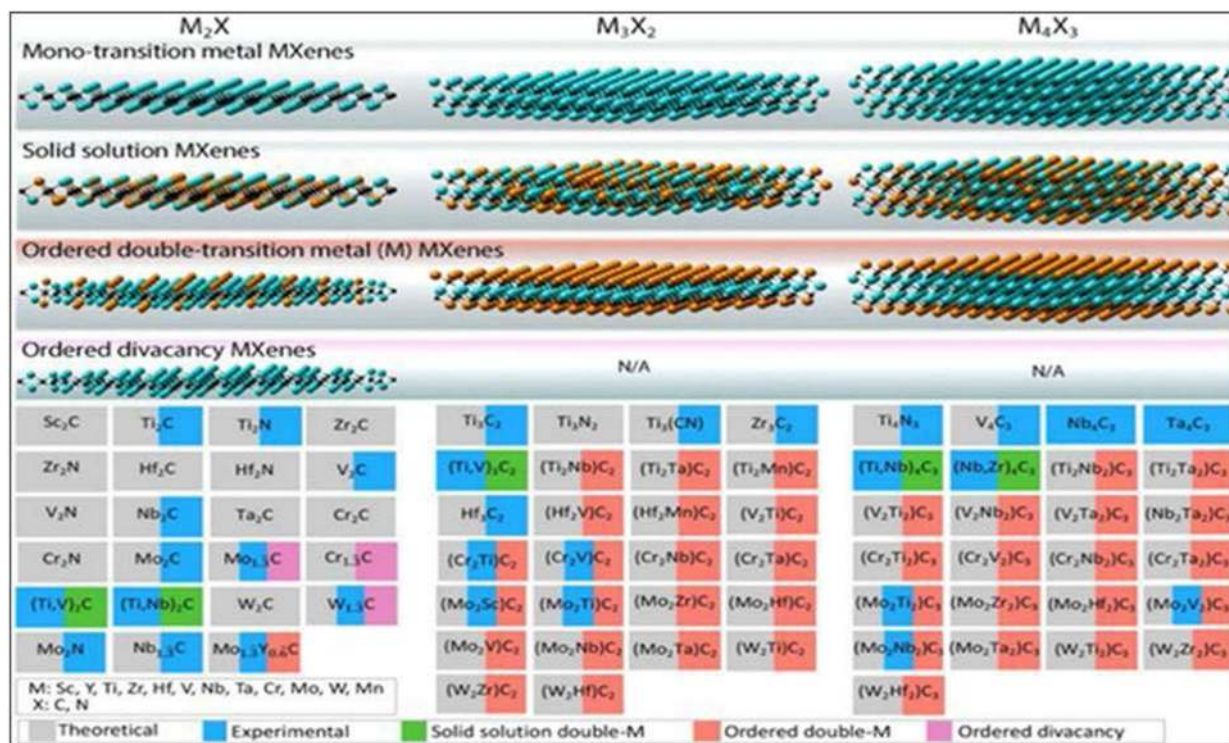 M₂X M₃X₂ M₄X₃
Mono-transition metal MXenes
Solid solution MXenes
Ordered double-transition metal (M) MXenes
Ordered divacancy MXenes
N/A N/A
Sc₂C Ti₂C Ti₂N Zr₂C Ti₃C₂ Ti₃N₂ Ti₃(CN) Zr₃C₂ Ti₄N₃ V₄C₃ Nb₄C₃ Ta₄C₃
Zr₂N Hf₂C Hf₂N V₂C (Ti,V)₃C₂ (Ti₂Nb)C₂ (Ti₂Ta)C₂ (Ti₂Mn)C₂ (Ti,Nb)₄C₃ (Nb,Zr)₄C₃ (Ti₂Nb₂)C₃ (Ti₂Ta₂)C₃
V₂N Nb₂C Ta₂C Cr₂C Hf₃C₂ (Hf₂V)C₂ (Hf₂Mn)C₂ (V₂Ti)C₂ (V₂Ti₂)C₃ (V₂Nb₂)C₃ (V₂Ta₂)C₃ (Nb₂Ta₂)C₃
Cr₂N Mo₂C Mo₁.₃C Cr₁.₃C (Cr₂Ti)C₂ (Cr₂V)C₂ (Cr₂Nb)C₂ (Cr₂Ta)C₂ (Cr₂Ti₂)C₃ (Cr₂V₂)C₃ (Cr₂Nb₂)C₃ (Cr₂Ta₂)C₃
(Ti,V)₂C (Ti,Nb)₂C W₂C W₁.₃C (Mo₂Sc)C₂ (Mo₂Ti)C₂ (Mo₂Zr)C₂ (Mo₂Hf)C₂ (Mo₂Ti₂)C₃ (Mo₂Zr₂)C₃ (Mo₂Hf₂)C₃ (Mo₂V₂)C₃
Mo₂N Nb₁.₃C Mo₁.₃Y₀.₆C (Mo₂V)C₂ (Mo₂Nb)C₂ (Mo₂Ta)C₂ (W₂Ti)C₂ (Mo₂Nb₂)C₃ (Mo₂Ta₂)C₃ (W₂Ti₂)C₃ (W₂Zr₂)C₃
(W₂Zr)C₂ (W₂Hf)C₂ (W₂Hf₂)C₃
M: Sc, Y, Ti, Zr, Hf, V, Nb, Ta, Cr, Mo, W, Mn
X: C, N
Theoretical Experimental Solid solution double-M Ordered double-M Ordered divacancy